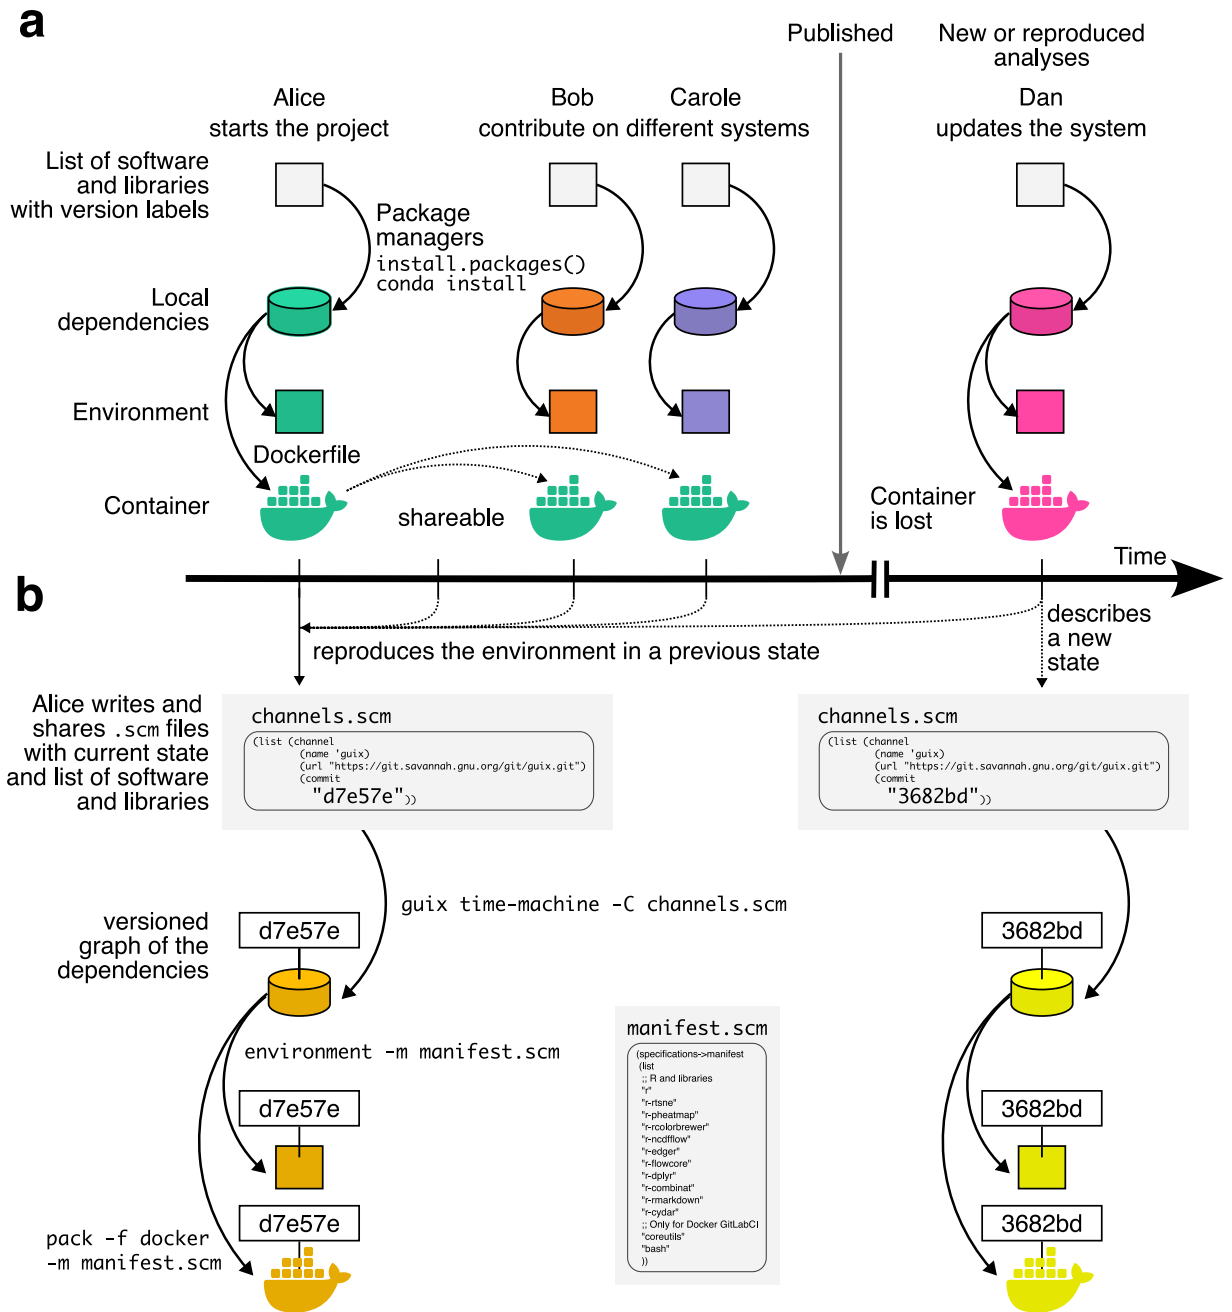 a
Published
New or reproduced
analyses
Alice
starts the project
Bob
Carole
contribute on different systems
Dan
updates the system
List of software
and libraries
with version labels
Package
managers
install.packages()
conda install
Local
dependencies
Environment
Dockerfile
Container
shareable
Container
is lost
Time
b
reproduces the environment in a previous state
describes
a new
state
Alice writes and
shares .scm files
with current state
and list of software
and libraries
channels.scm
(list (channel
(name 'guix)
(url "https://git.savannah.gnu.org/git/guix.git")
(commit
"d7e57e"))
channels.scm
(list (channel
(name 'guix)
(url "https://git.savannah.gnu.org/git/guix.git")
(commit
"3682bd"))
guix time-machine -C channels.scm
versioned
graph of the
dependencies
d7e57e
3682bd
environment -m manifest.scm
manifest.scm
(specifications->manifest
(list
;; R and libraries
"r"
"r-rtsne"
"r-pheatmap"
"r-rcolorbrewer"
"r-ncdfflow"
"r-edger"
"r-flowcore"
"r-dplyr"
"r-combinat"
"r-rmarkdown"
"r-cydar"
;; Only for Docker GitLabCI
"coreutils"
"bash"
))
d7e57e
3682bd
d7e57e
3682bd
pack -f docker
-m manifest.scm